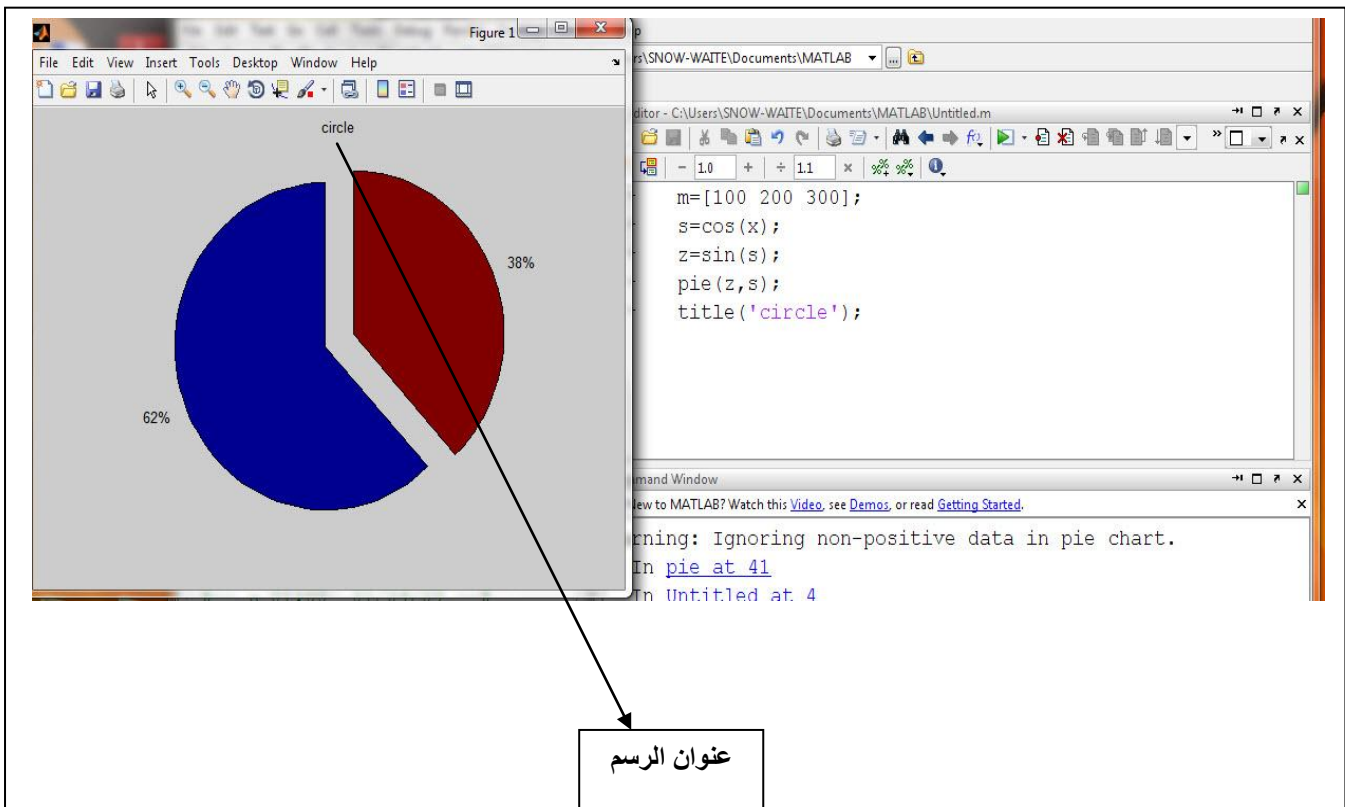 Figure 1
File Edit View Insert Tools Desktop Window Help
circle
38%
62%
rs\SNOW-WAITE\Documents\MATLAB
ditor - C:\Users\SNOW-WAITE\Documents\MATLAB\Untitled.m
- 1.0 + ÷ 1.1 ×
m=[100 200 300];
s=cos(x);
z=sin(s);
pie(z,s);
title('circle');
mmand Window
New to MATLAB? Watch this Video, see Demos, or read Getting Started.
rning: Ignoring non-positive data in pie chart.
In pie at 41
In Untitled at 4
عنوان الرسم